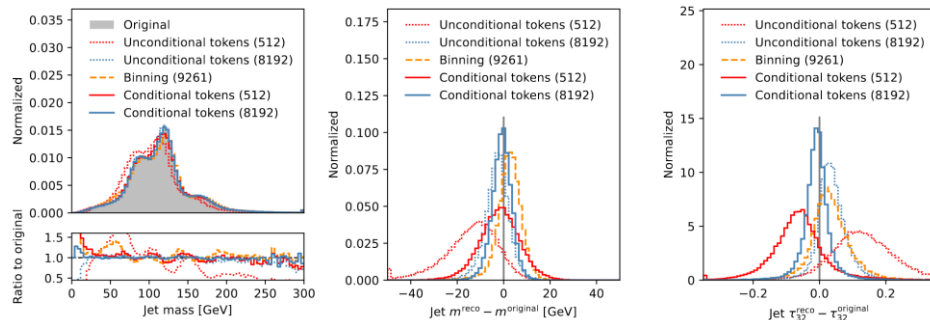 Normalized
0.035
0.030
0.025
0.020
0.015
0.010
0.005
0.000
Original
Unconditional tokens (512)
Unconditional tokens (8192)
Binning (9261)
Conditional tokens (512)
Conditional tokens (8192)
Ratio to original
1.5
1.0
0.5
0 50 100 150 200 250 300
Jet mass [GeV]
Normalized
0.175
0.150
0.125
0.100
0.075
0.050
0.025
0.000
Unconditional tokens (512)
Unconditional tokens (8192)
Binning (9261)
Conditional tokens (512)
Conditional tokens (8192)
−40 −20 0 20 40
Jet m^reco − m^original [GeV]
Normalized
25
20
15
10
5
0
Unconditional tokens (512)
Unconditional tokens (8192)
Binning (9261)
Conditional tokens (512)
Conditional tokens (8192)
−0.2 0.0 0.2
Jet τ₃₂^reco − τ₃₂^original